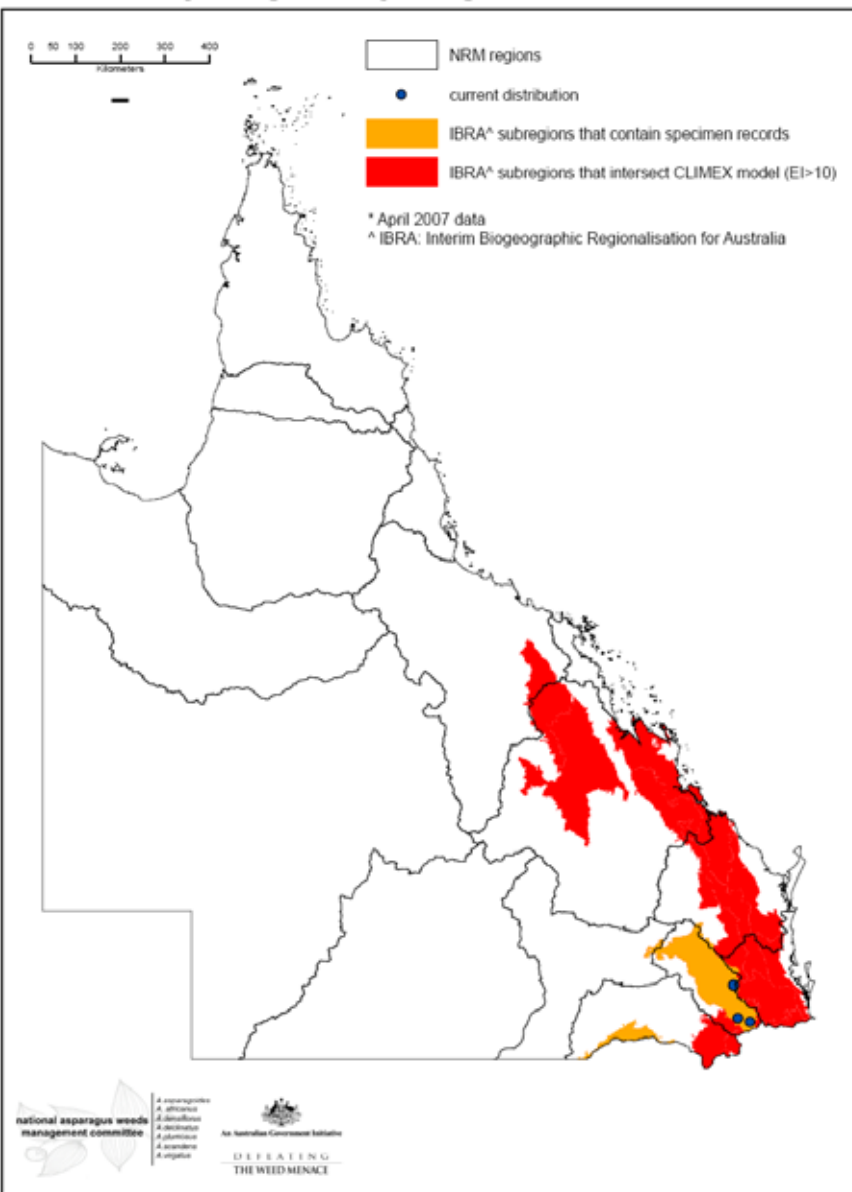 0 50 100 200 300 400
Kilometers
NRM regions
current distribution
IBRA^ subregions that contain specimen records
IBRA^ subregions that intersect CLIMEX model (EI>10)
* April 2007 data
^ IBRA: Interim Biogeographic Regionalisation for Australia
national asparagus weeds
management committee
A.asparagoides
A. africanus
A.densiflorus
A.declinatus
A.plumosus
A.scandens
A.virgatus
An Australian Government Initiative
DEFEATING
THE WEED MENACE